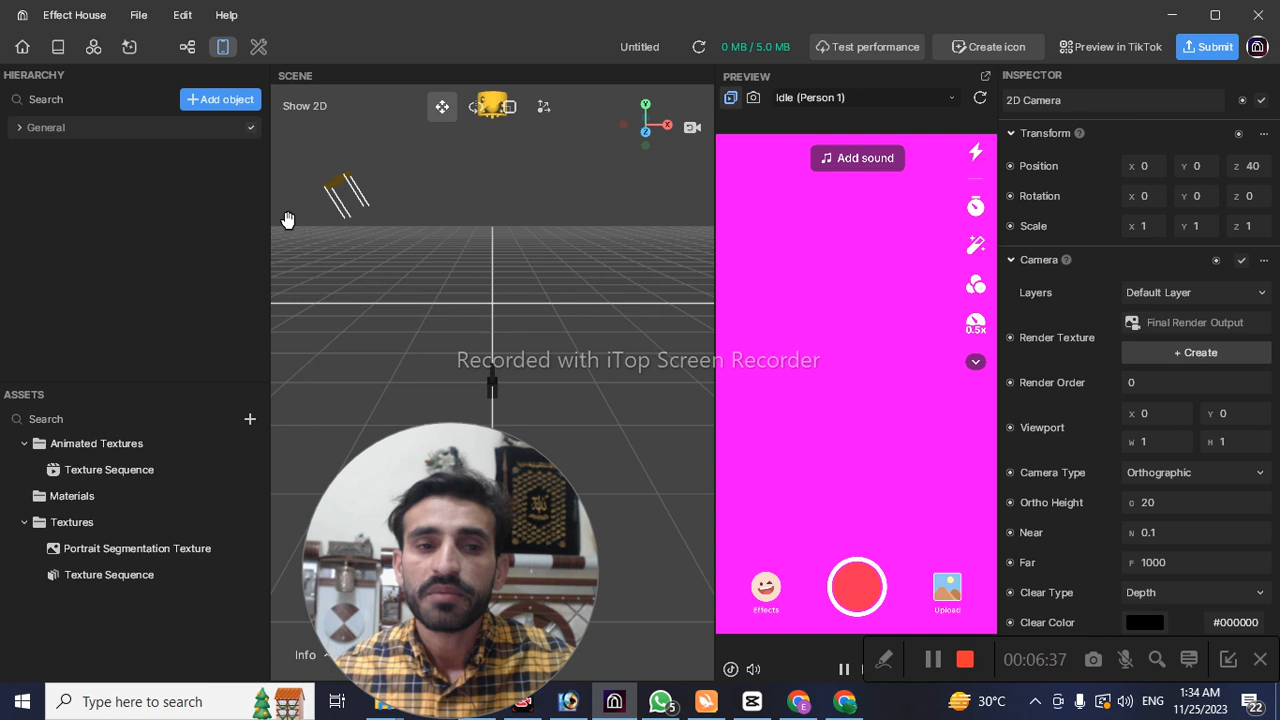 Effect House File Edit Help
Untitled 0 MB / 5.0 MB Test performance Create icon Preview in TikTok Submit
HIERARCHY
Search Add object
General
SCENE
Show 2D
Y
X
Z
Info
PREVIEW
Idle (Person 1)
Add sound
0.5x
Effects
Upload
Recorded with iTop Screen Recorder
INSPECTOR
2D Camera
Transform
Position X 0 Y 0 Z 40
Rotation X 0 Y 0 Z 0
Scale X 1 Y 1 Z 1
Camera
Layers Default Layer
Render Texture Final Render Output
+ Create
Render Order 0
Viewport X 0 Y 0
W 1 H 1
Camera Type Orthographic
Ortho Height O 20
Near N 0.1
Far F 1000
Clear Type Depth
Clear Color #000000
ASSETS
Search
Animated Textures
Texture Sequence
Materials
Textures
Portrait Segmentation Texture
Texture Sequence
00:06:37
Type here to search
5
E
30°C
ENG
1:34 AM
11/25/2023
22